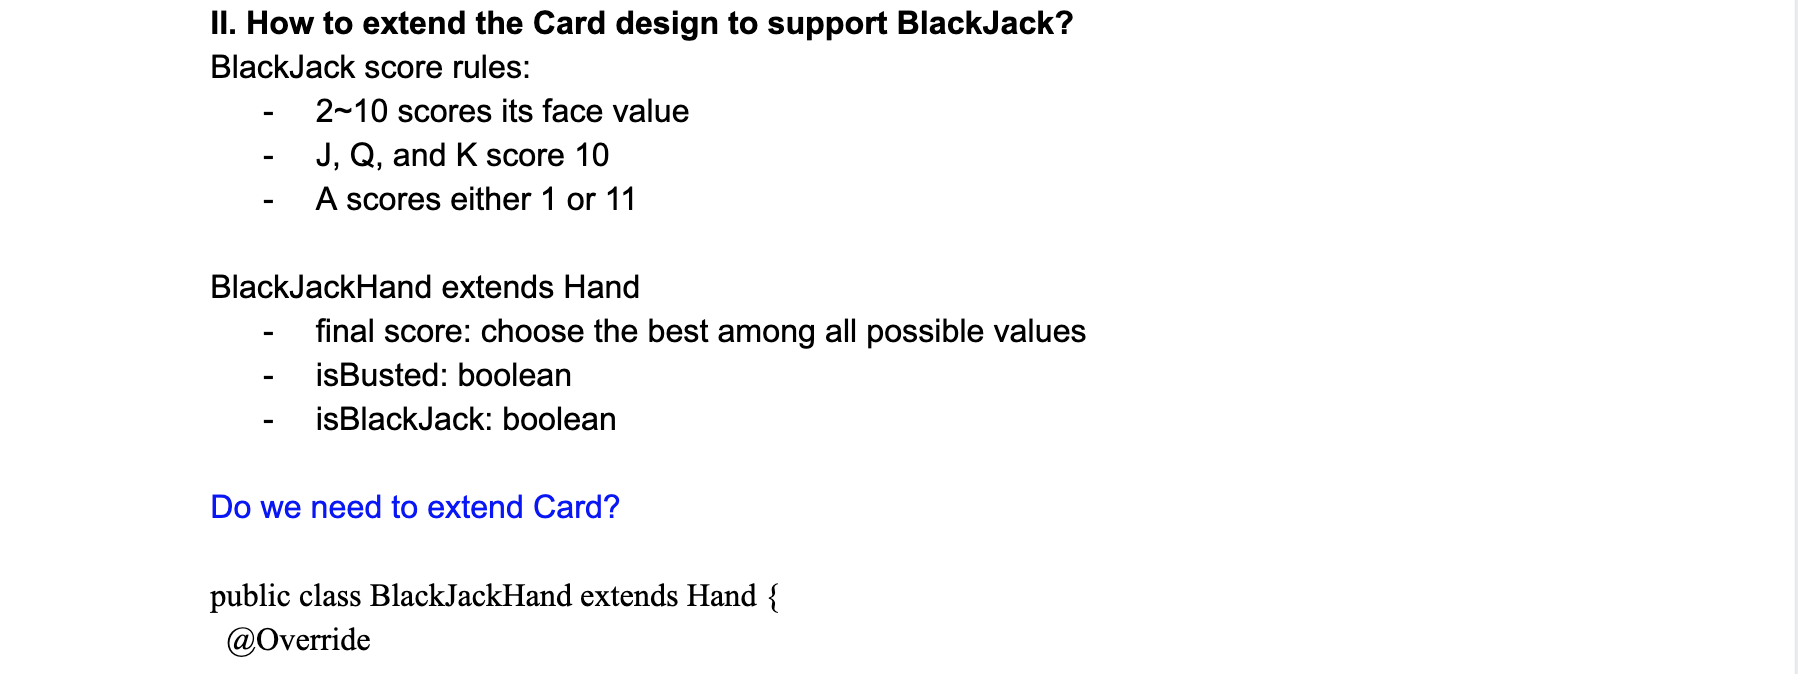 II. How to extend the Card design to support BlackJack?
BlackJack score rules:
- 2~10 scores its face value
- J, Q, and K score 10
- A scores either 1 or 11
BlackJackHand extends Hand
- final score: choose the best among all possible values
- isBusted: boolean
- isBlackJack: boolean
Do we need to extend Card?
public class BlackJackHand extends Hand {
@Override